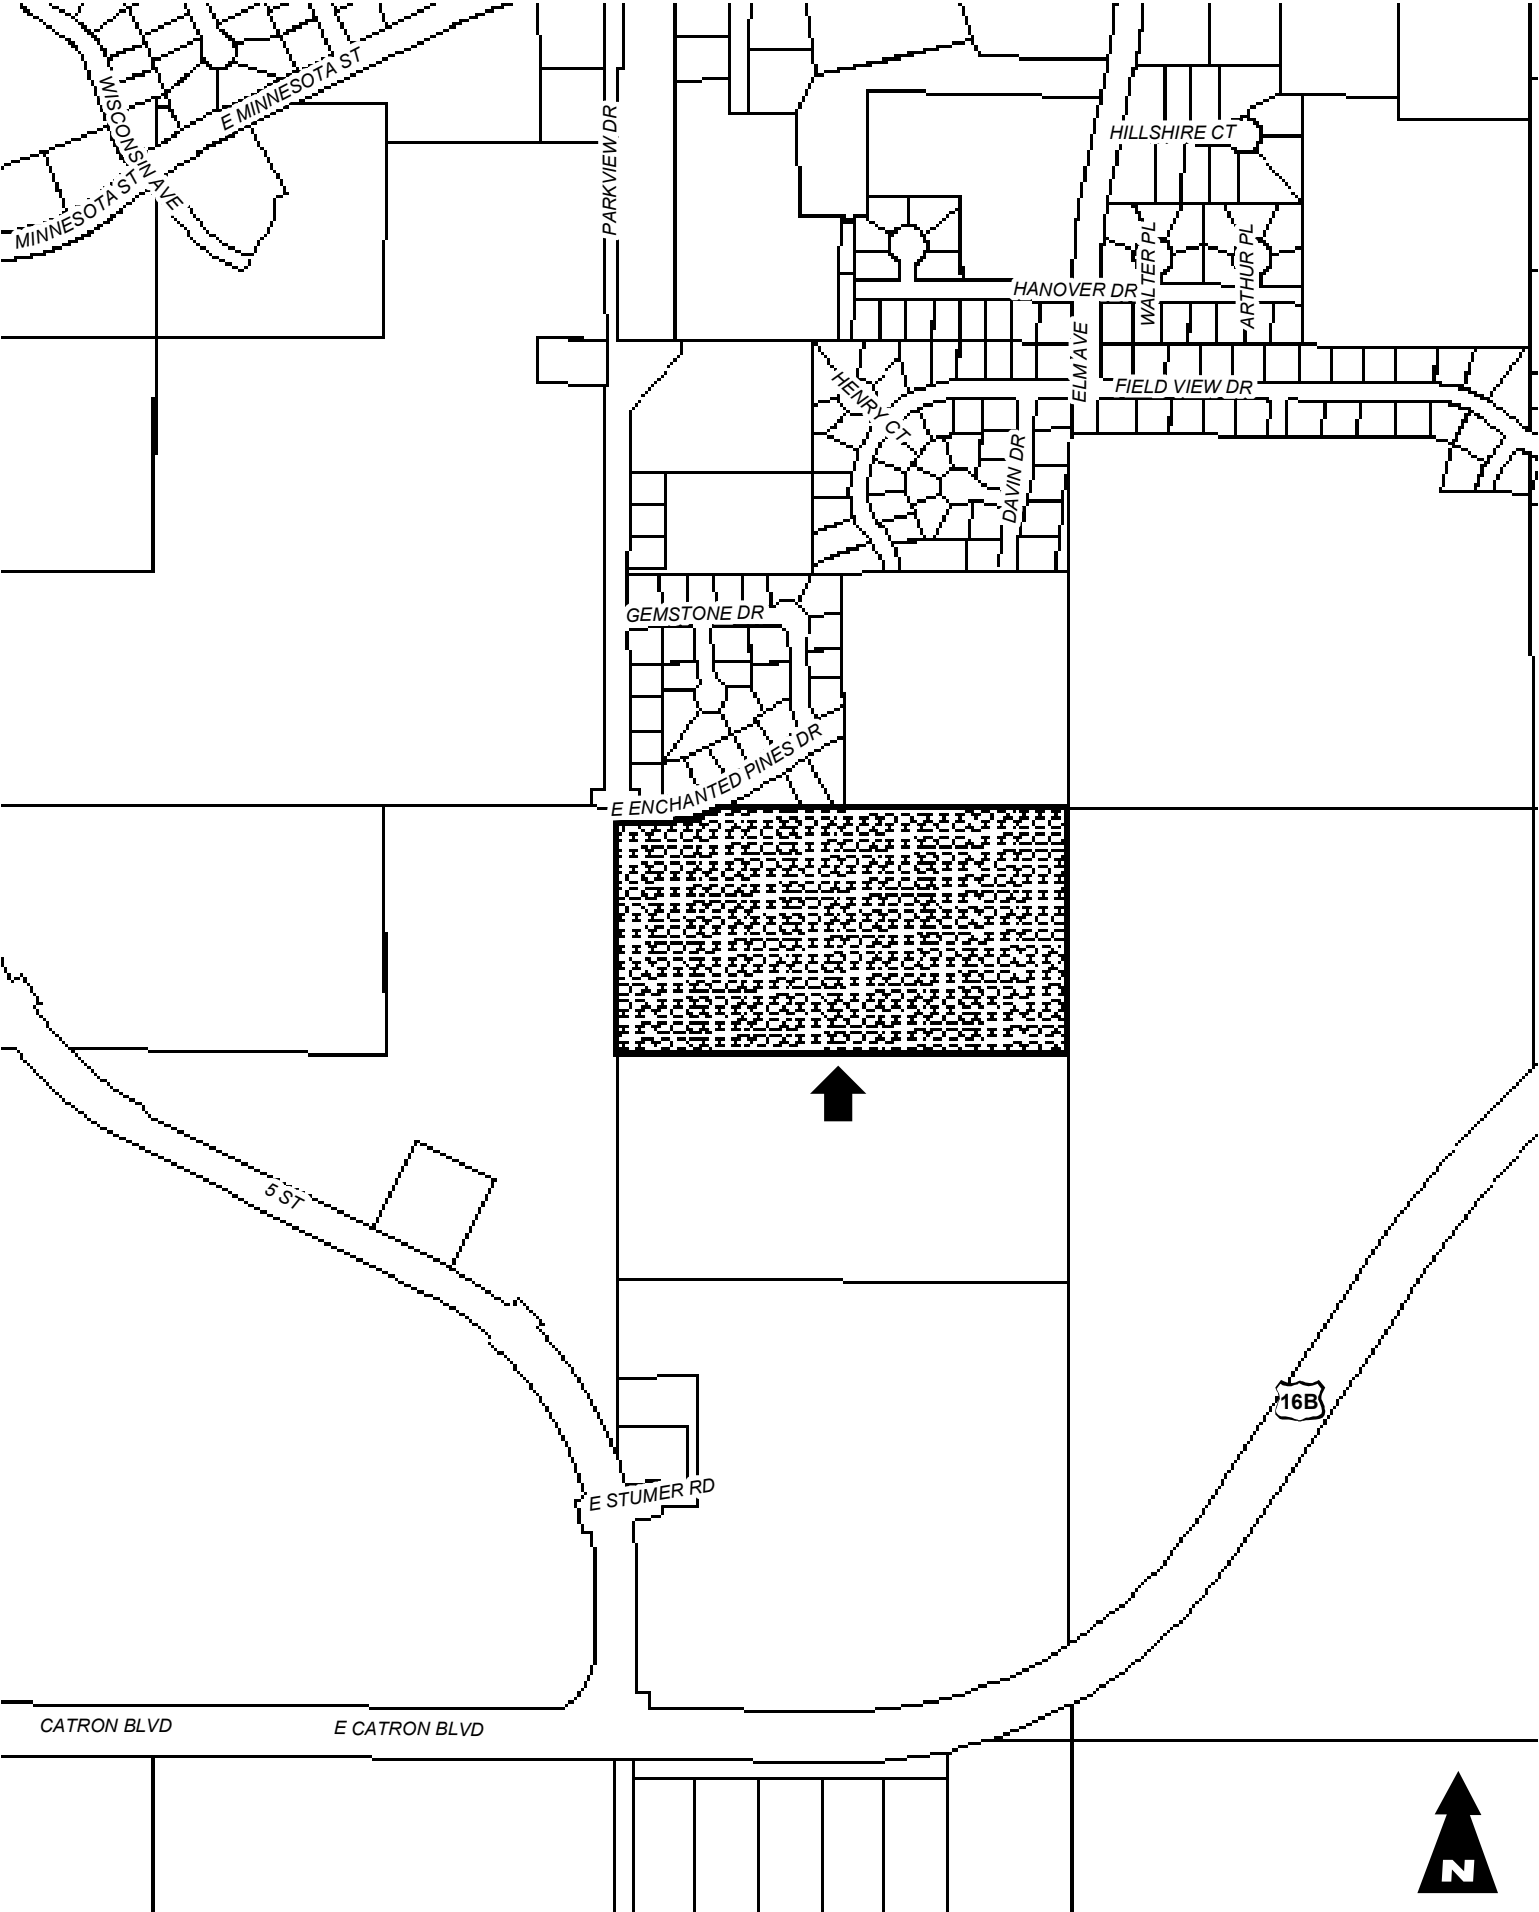 WISCONSIN AVE
E MINNESOTA ST
MINNESOTA ST
PARKVIEW DR
HILLSHIRE CT
WALTER PL
ARTHUR PL
HANOVER DR
ELM AVE
HENRY CT
FIELD VIEW DR
DAVIN DR
GEMSTONE DR
E ENCHANTED PINES DR
5 ST
16B
E STUMER RD
CATRON BLVD
E CATRON BLVD
N